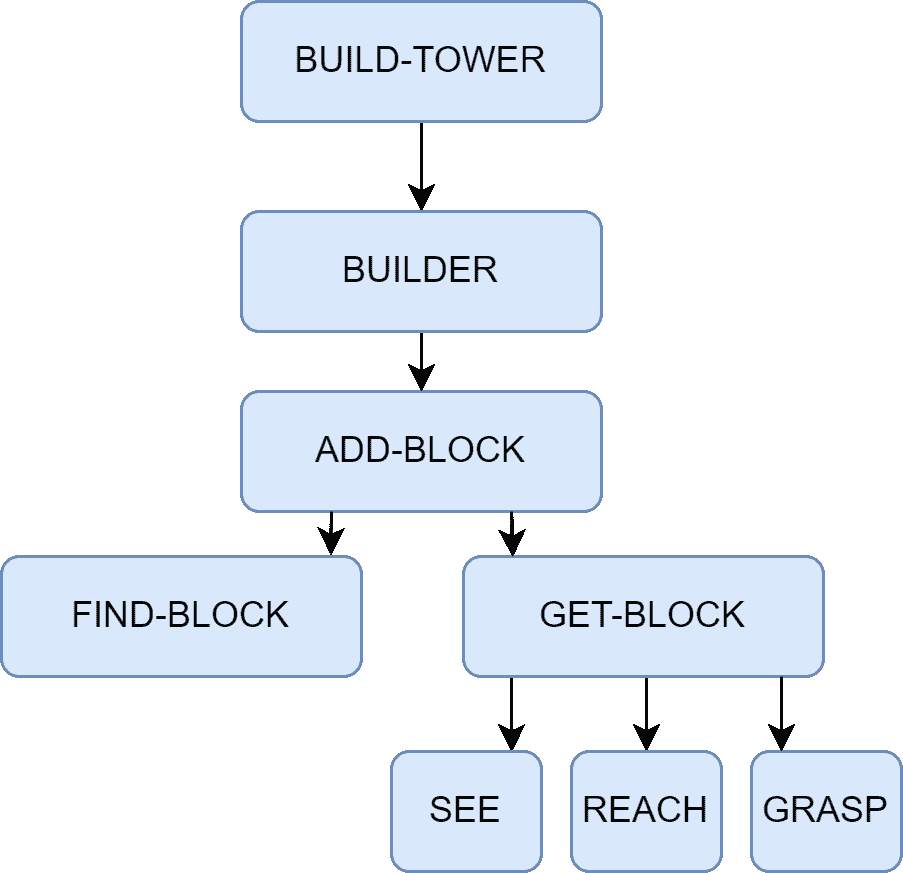 BUILD-TOWER
BUILDER
ADD-BLOCK
FIND-BLOCK
GET-BLOCK
SEE
REACH
GRASP